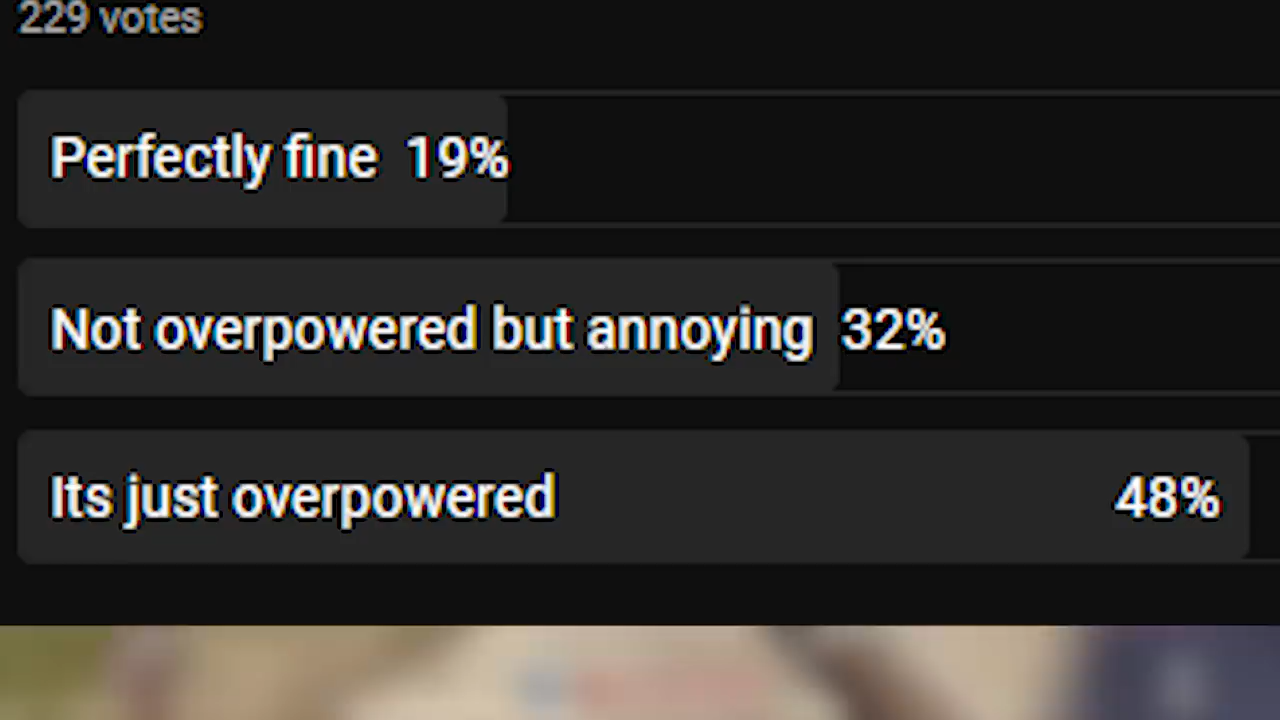 229 votes
Perfectly fine 19%
Not overpowered but annoying 32%
Its just overpowered 48%